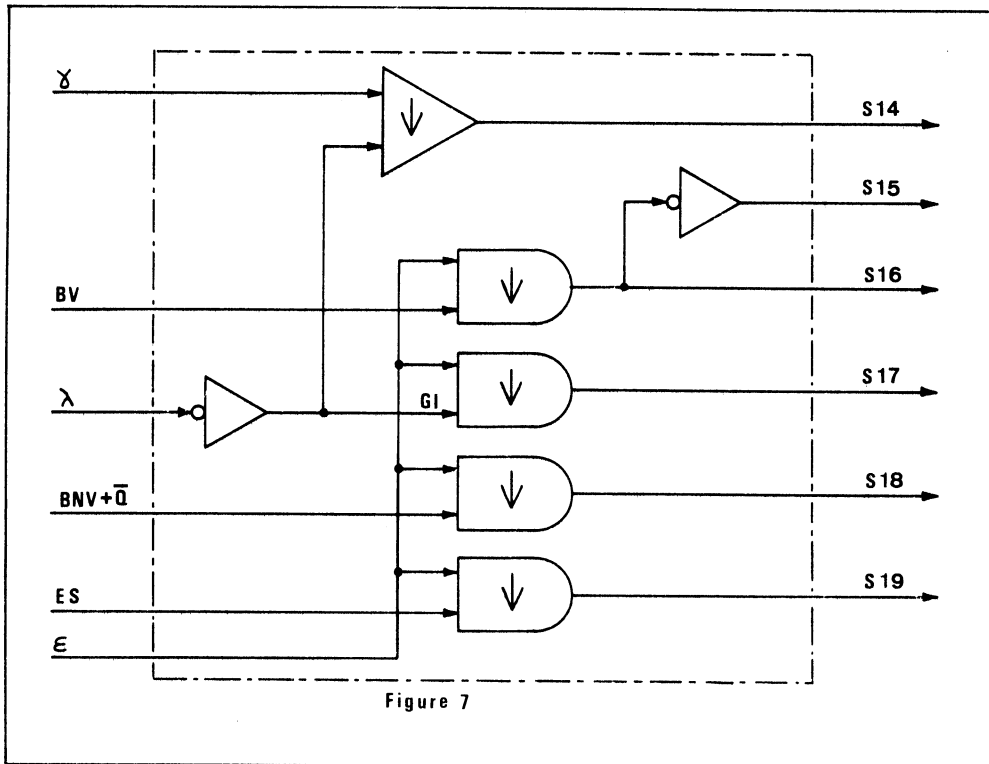 γ
S14
S15
BV
S16
λ
GI
S17
BNV+Q̅
S18
ES
S19
ε
Figure 7